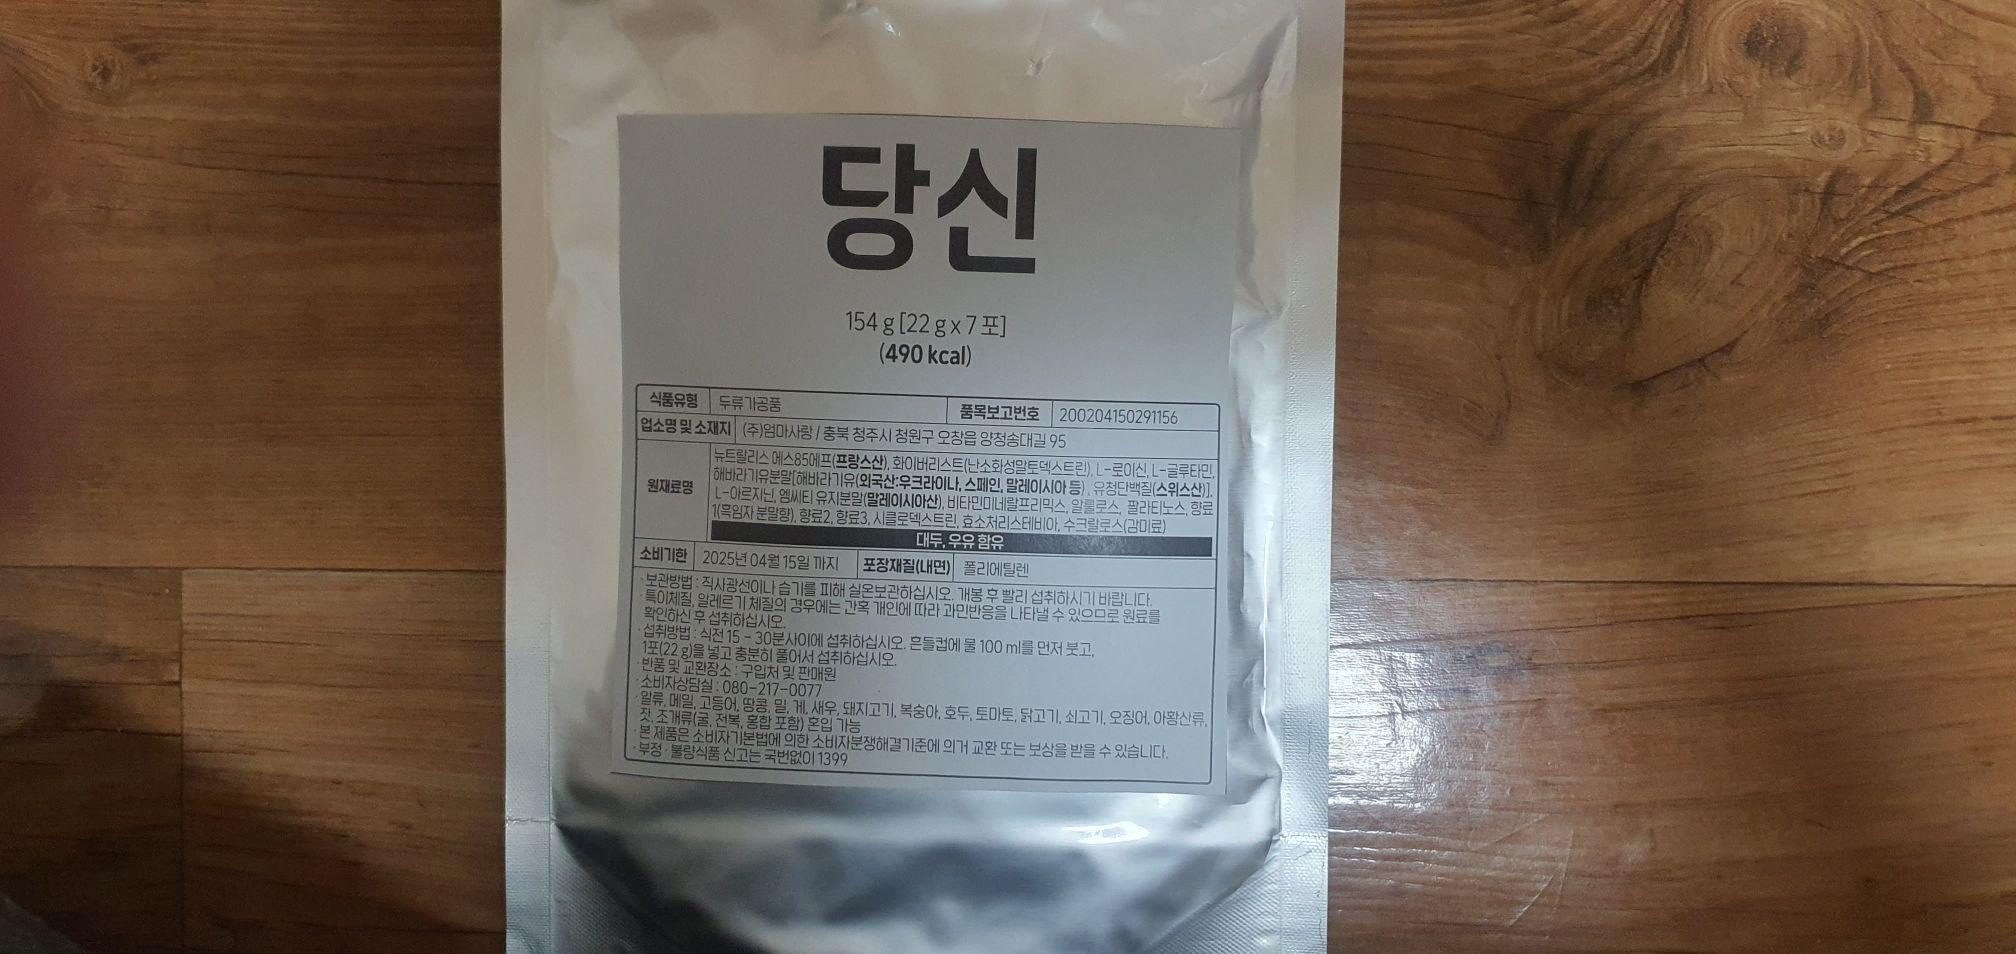 당신
154 g [22 g x 7 포]
(490 kcal)
식품유형 두류가공품 품목보고번호 200204150291156
업소명 및 소재지 (주)엄마사랑 / 충북 청주시 청원구 오창읍 양청송대길 95
원재료명 뉴트랄리스 에스85에프(프랑스산), 화이버리스트(난소화성말토덱스트린), L-로이신, L-글루타민,
해바라기유분말[해바라기유(외국산:우크라이나, 스페인, 말레이시아 등), 유청단백질(스위스산)],
L-아르지닌, 엠씨티 유지분말(말레이시아산), 비타민미네랄프리믹스, 알룰로스, 팔라티노스, 향료
1(흑임자 분말향), 향료2, 향료3, 시클로덱스트린, 효소처리스테비아, 수크랄로스(감미료)
대두, 우유 함유
소비기한 2025년 04월 15일 까지 포장재질(내면) 폴리에틸렌
· 보관방법 : 직사광선이나 습기를 피해 실온보관하십시오. 개봉 후 빨리 섭취하시기 바랍니다.
· 특이체질, 알레르기 체질의 경우에는 간혹 개인에 따라 과민반응을 나타낼 수 있으므로 원료를
확인하신 후 섭취하십시오.
· 섭취방법 : 식전 15 - 30분사이에 섭취하십시오. 흔들컵에 물 100 ml를 먼저 붓고,
1포(22 g)을 넣고 충분히 풀어서 섭취하십시오.
· 반품 및 교환장소 : 구입처 및 판매원
· 소비자상담실 : 080-217-0077
· 알류, 메밀, 고등어, 땅콩, 밀, 게, 새우, 돼지고기, 복숭아, 호두, 토마토, 닭고기, 쇠고기, 오징어, 아황산류,
잣, 조개류(굴, 전복, 홍합 포함) 혼입 가능
· 본 제품은 소비자기본법에 의한 소비자분쟁해결기준에 의거 교환 또는 보상을 받을 수 있습니다.
· 부정 · 불량식품 신고는 국번없이 1399